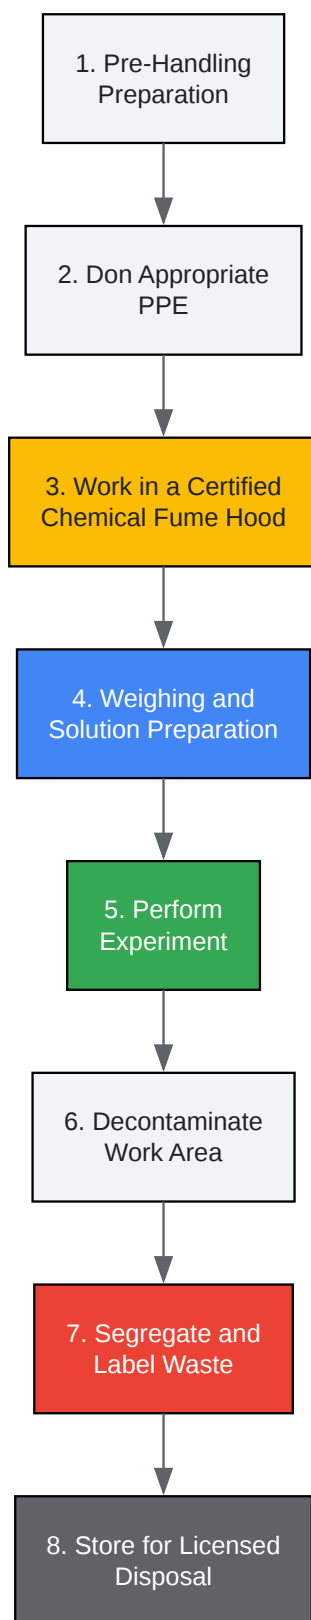 1. Pre-Handling
Preparation
2. Don Appropriate
PPE
3. Work in a Certified
Chemical Fume Hood
4. Weighing and
Solution Preparation
5. Perform
Experiment
6. Decontaminate
Work Area
7. Segregate and
Label Waste
8. Store for Licensed
Disposal